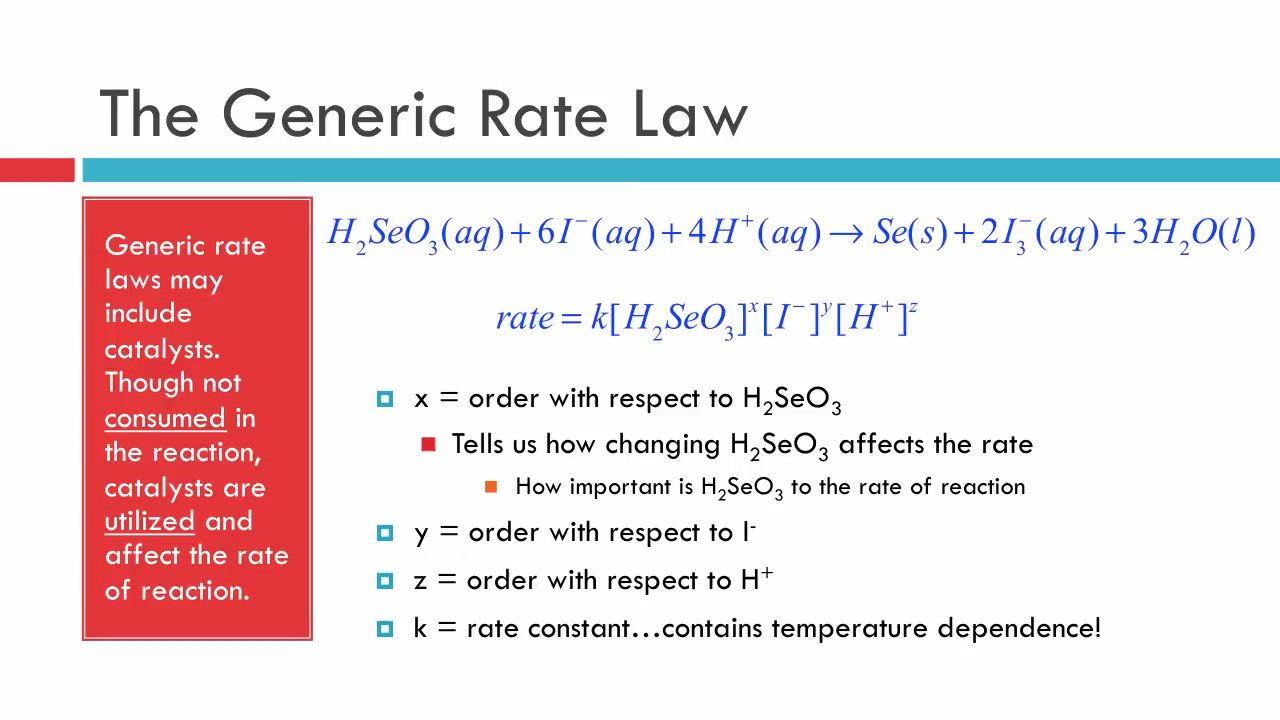 The Generic Rate Law
Generic rate
laws may
include
catalysts.
Though not
consumed in
the reaction,
catalysts are
utilized and
affect the rate
of reaction.
H₂SeO₃(aq) + 6I⁻(aq) + 4H⁺(aq) → Se(s) + 2I₃⁻(aq) + 3H₂O(l)
rate = k[H₂SeO₃]ˣ[I⁻]ʸ[H⁺]ᶻ
x = order with respect to H₂SeO₃
Tells us how changing H₂SeO₃ affects the rate
How important is H₂SeO₃ to the rate of reaction
y = order with respect to I⁻
z = order with respect to H⁺
k = rate constant...contains temperature dependence!